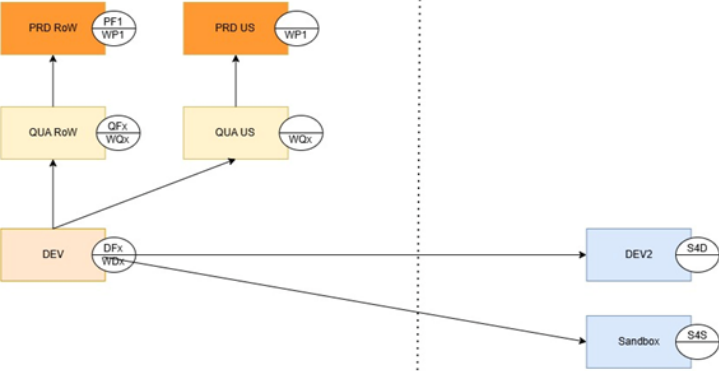 PRD RoW
PF1
WP1
PRD US
WP1
QUA RoW
QFx
WQx
QUA US
WQx
DEV
DFx
WDx
DEV2
S4D
Sandbox
S4S